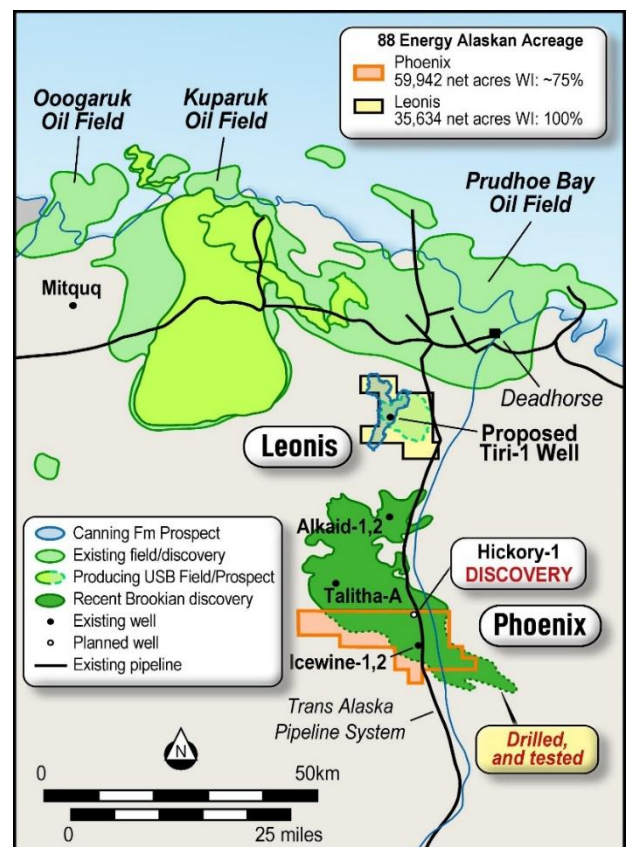 88 Energy Alaskan Acreage
Phoenix
59,942 net acres WI: ~75%
Leonis
35,634 net acres WI: 100%
Ooogaruk
Oil Field
Kuparuk
Oil Field
Prudhoe Bay
Oil Field
Mitquq
Deadhorse
Leonis
Proposed
Tiri-1 Well
Canning Fm Prospect
Existing field/discovery
Producing USB Field/Prospect
Recent Brookian discovery
Existing well
Planned well
Existing pipeline
Alkaid-1,2
Hickory-1
DISCOVERY
Talitha-A
Phoenix
Icewine-1,2
Trans Alaska
Pipeline System
Drilled,
and tested
N
0 50km
0 25 miles